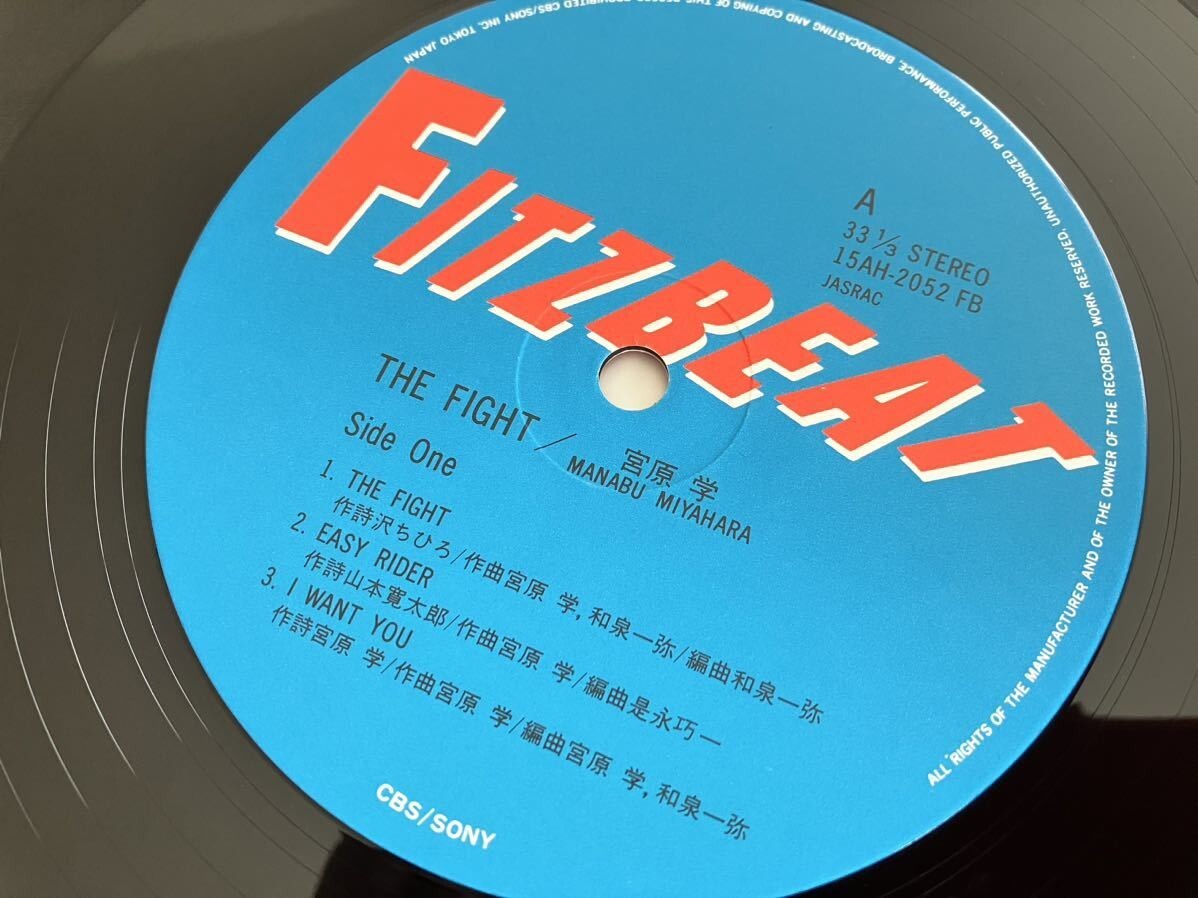 FITZBEAT
A
33 1/3 STEREO
15AH-2052 FB
JASRAC
THE FIGHT / 宮原 学
MANABU MIYAHARA
Side One
1. THE FIGHT
作詩沢ちひろ/作曲宮原 学,和泉一弥/編曲和泉一弥
2. EASY RIDER
作詩山本寛太郎/作曲宮原 学/編曲是永巧一
3. I WANT YOU
作詩宮原 学/作曲宮原 学/編曲宮原 学,和泉一弥
CBS/SONY
ALL RIGHTS OF THE MANUFACTURER AND OF THE OWNER OF THE RECORDED WORK RESERVED. UNAUTHORIZED PUBLIC PERFORMANCE, BROADCASTING AND COPYING OF THIS RECORD PROHIBITED CBS/SONY INC. TOKYO JAPAN